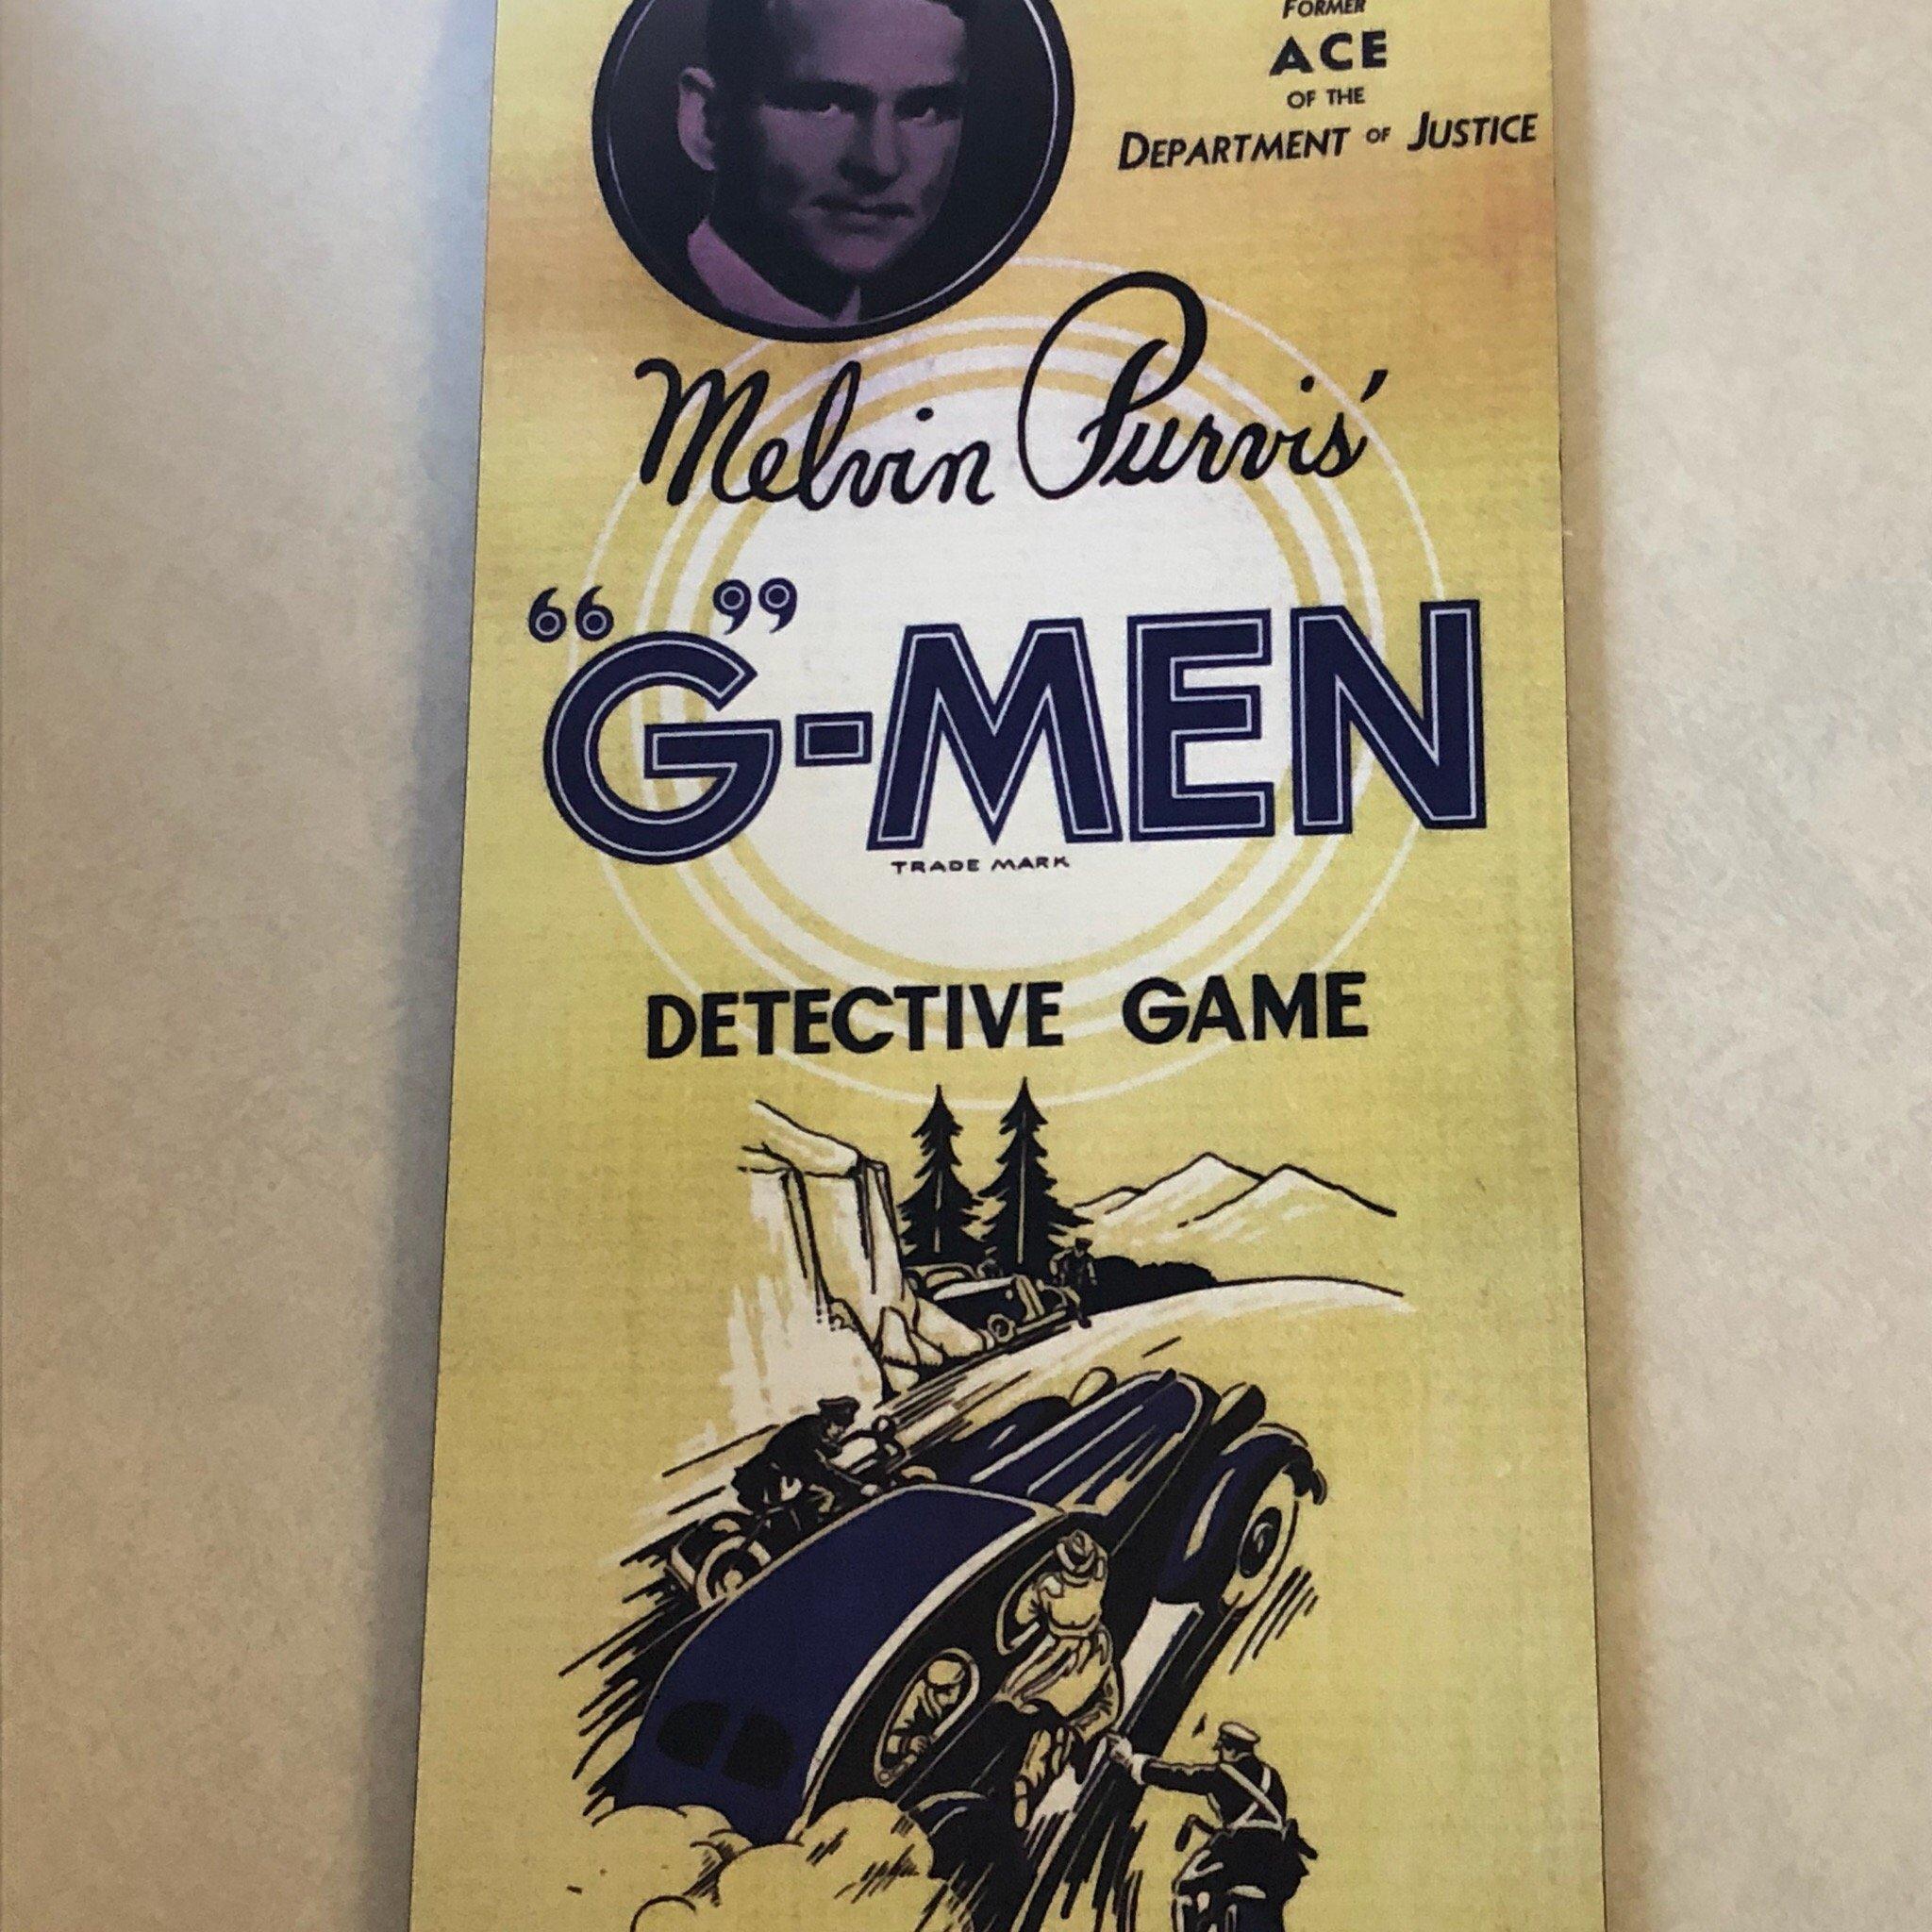 FORMER
ACE
OF THE
DEPARTMENT OF JUSTICE
Melvin Purvis'
"G"-MEN
TRADE MARK
DETECTIVE GAME